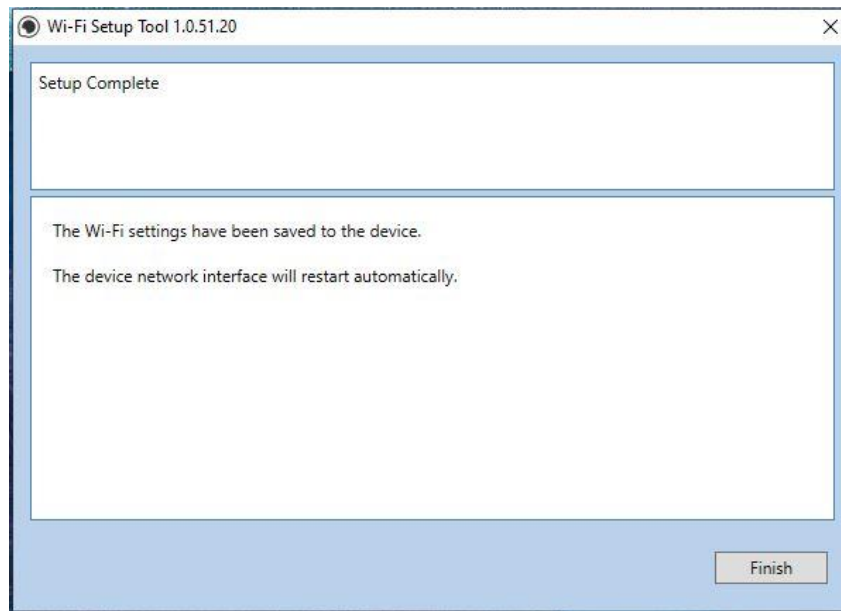 Wi-Fi Setup Tool 1.0.51.20
Setup Complete
The Wi-Fi settings have been saved to the device.
The device network interface will restart automatically.
Finish